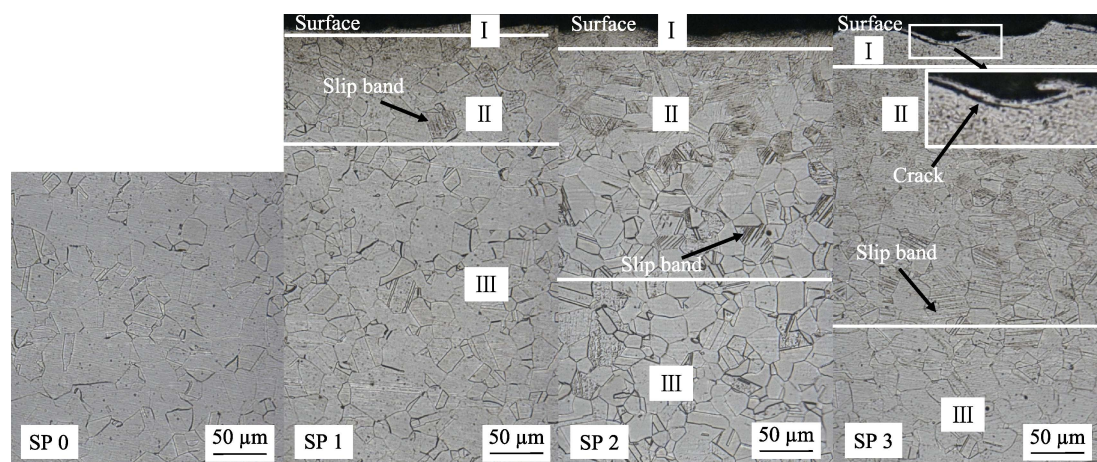 SP 0
50 µm
Surface
Ⅰ
Slip band
Ⅱ
Ⅲ
SP 1
50 µm
Ⅰ
Ⅱ
Slip band
Ⅲ
SP 2
50 µm
Surface
Ⅰ
Ⅱ
Crack
Slip band
Ⅲ
SP 3
50 µm